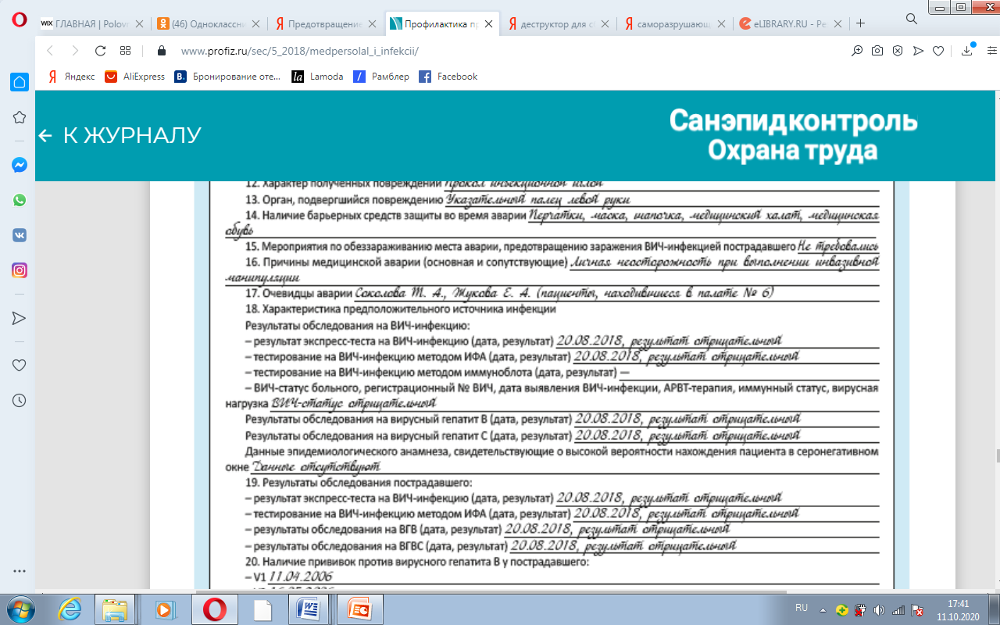 WIX ГЛАВНАЯ | Polov
(46) Одноклассн
Предотвращение
Профилактика п
деструктор для с
саморазрушающ
eLIBRARY.RU - Ре
www.profiz.ru/sec/5_2018/medpersolal_i_infekcii/
Яндекс
AliExpress
Бронирование оте...
Lamoda
Рамблер
Facebook
К ЖУРНАЛУ
Санэпидконтроль
Охрана труда
12. Характер полученных повреждений Прокол инъекционной иглой
13. Орган, подвергшийся повреждению Указательный палец левой руки
14. Наличие барьерных средств защиты во время аварии Перчатки, маска, шапочка, медицинский халат, медицинская
обувь
15. Мероприятия по обеззараживанию места аварии, предотвращению заражения ВИЧ-инфекцией пострадавшего Не требовались
16. Причины медицинской аварии (основная и сопутствующие) Личная неосторожность при выполнении инвазивной
манипуляции
17. Очевидцы аварии Соколова Т. А., Жукова Е. А. (пациенты, находившиеся в палате № 6)
18. Характеристика предположительного источника инфекции
Результаты обследования на ВИЧ-инфекцию:
– результат экспресс-теста на ВИЧ-инфекцию (дата, результат) 20.08.2018, результат отрицательный
– тестирование на ВИЧ-инфекцию методом ИФА (дата, результат) 20.08.2018, результат отрицательный
– тестирование на ВИЧ-инфекцию методом иммуноблота (дата, результат) —
– ВИЧ-статус больного, регистрационный № ВИЧ, дата выявления ВИЧ-инфекции, АРВТ-терапия, иммунный статус, вирусная
нагрузка ВИЧ-статус отрицательный
Результаты обследования на вирусный гепатит В (дата, результат) 20.08.2018, результат отрицательный
Результаты обследования на вирусный гепатит С (дата, результат) 20.08.2018, результат отрицательный
Данные эпидемиологического анамнеза, свидетельствующие о высокой вероятности нахождения пациента в серонегативном
окне Данные отсутствуют
19. Результаты обследования пострадавшего:
– результат экспресс-теста на ВИЧ-инфекцию (дата, результат) 20.08.2018, результат отрицательный
– тестирование на ВИЧ-инфекцию методом ИФА (дата, результат) 20.08.2018, результат отрицательный
– результаты обследования на ВГВ (дата, результат) 20.08.2018, результат отрицательный
– результаты обследования на ВГВС (дата, результат) 20.08.2018, результат отрицательный
20. Наличие прививок против вирусного гепатита В у пострадавшего:
– V1 11.04.2006
RU
17:41
11.10.2020